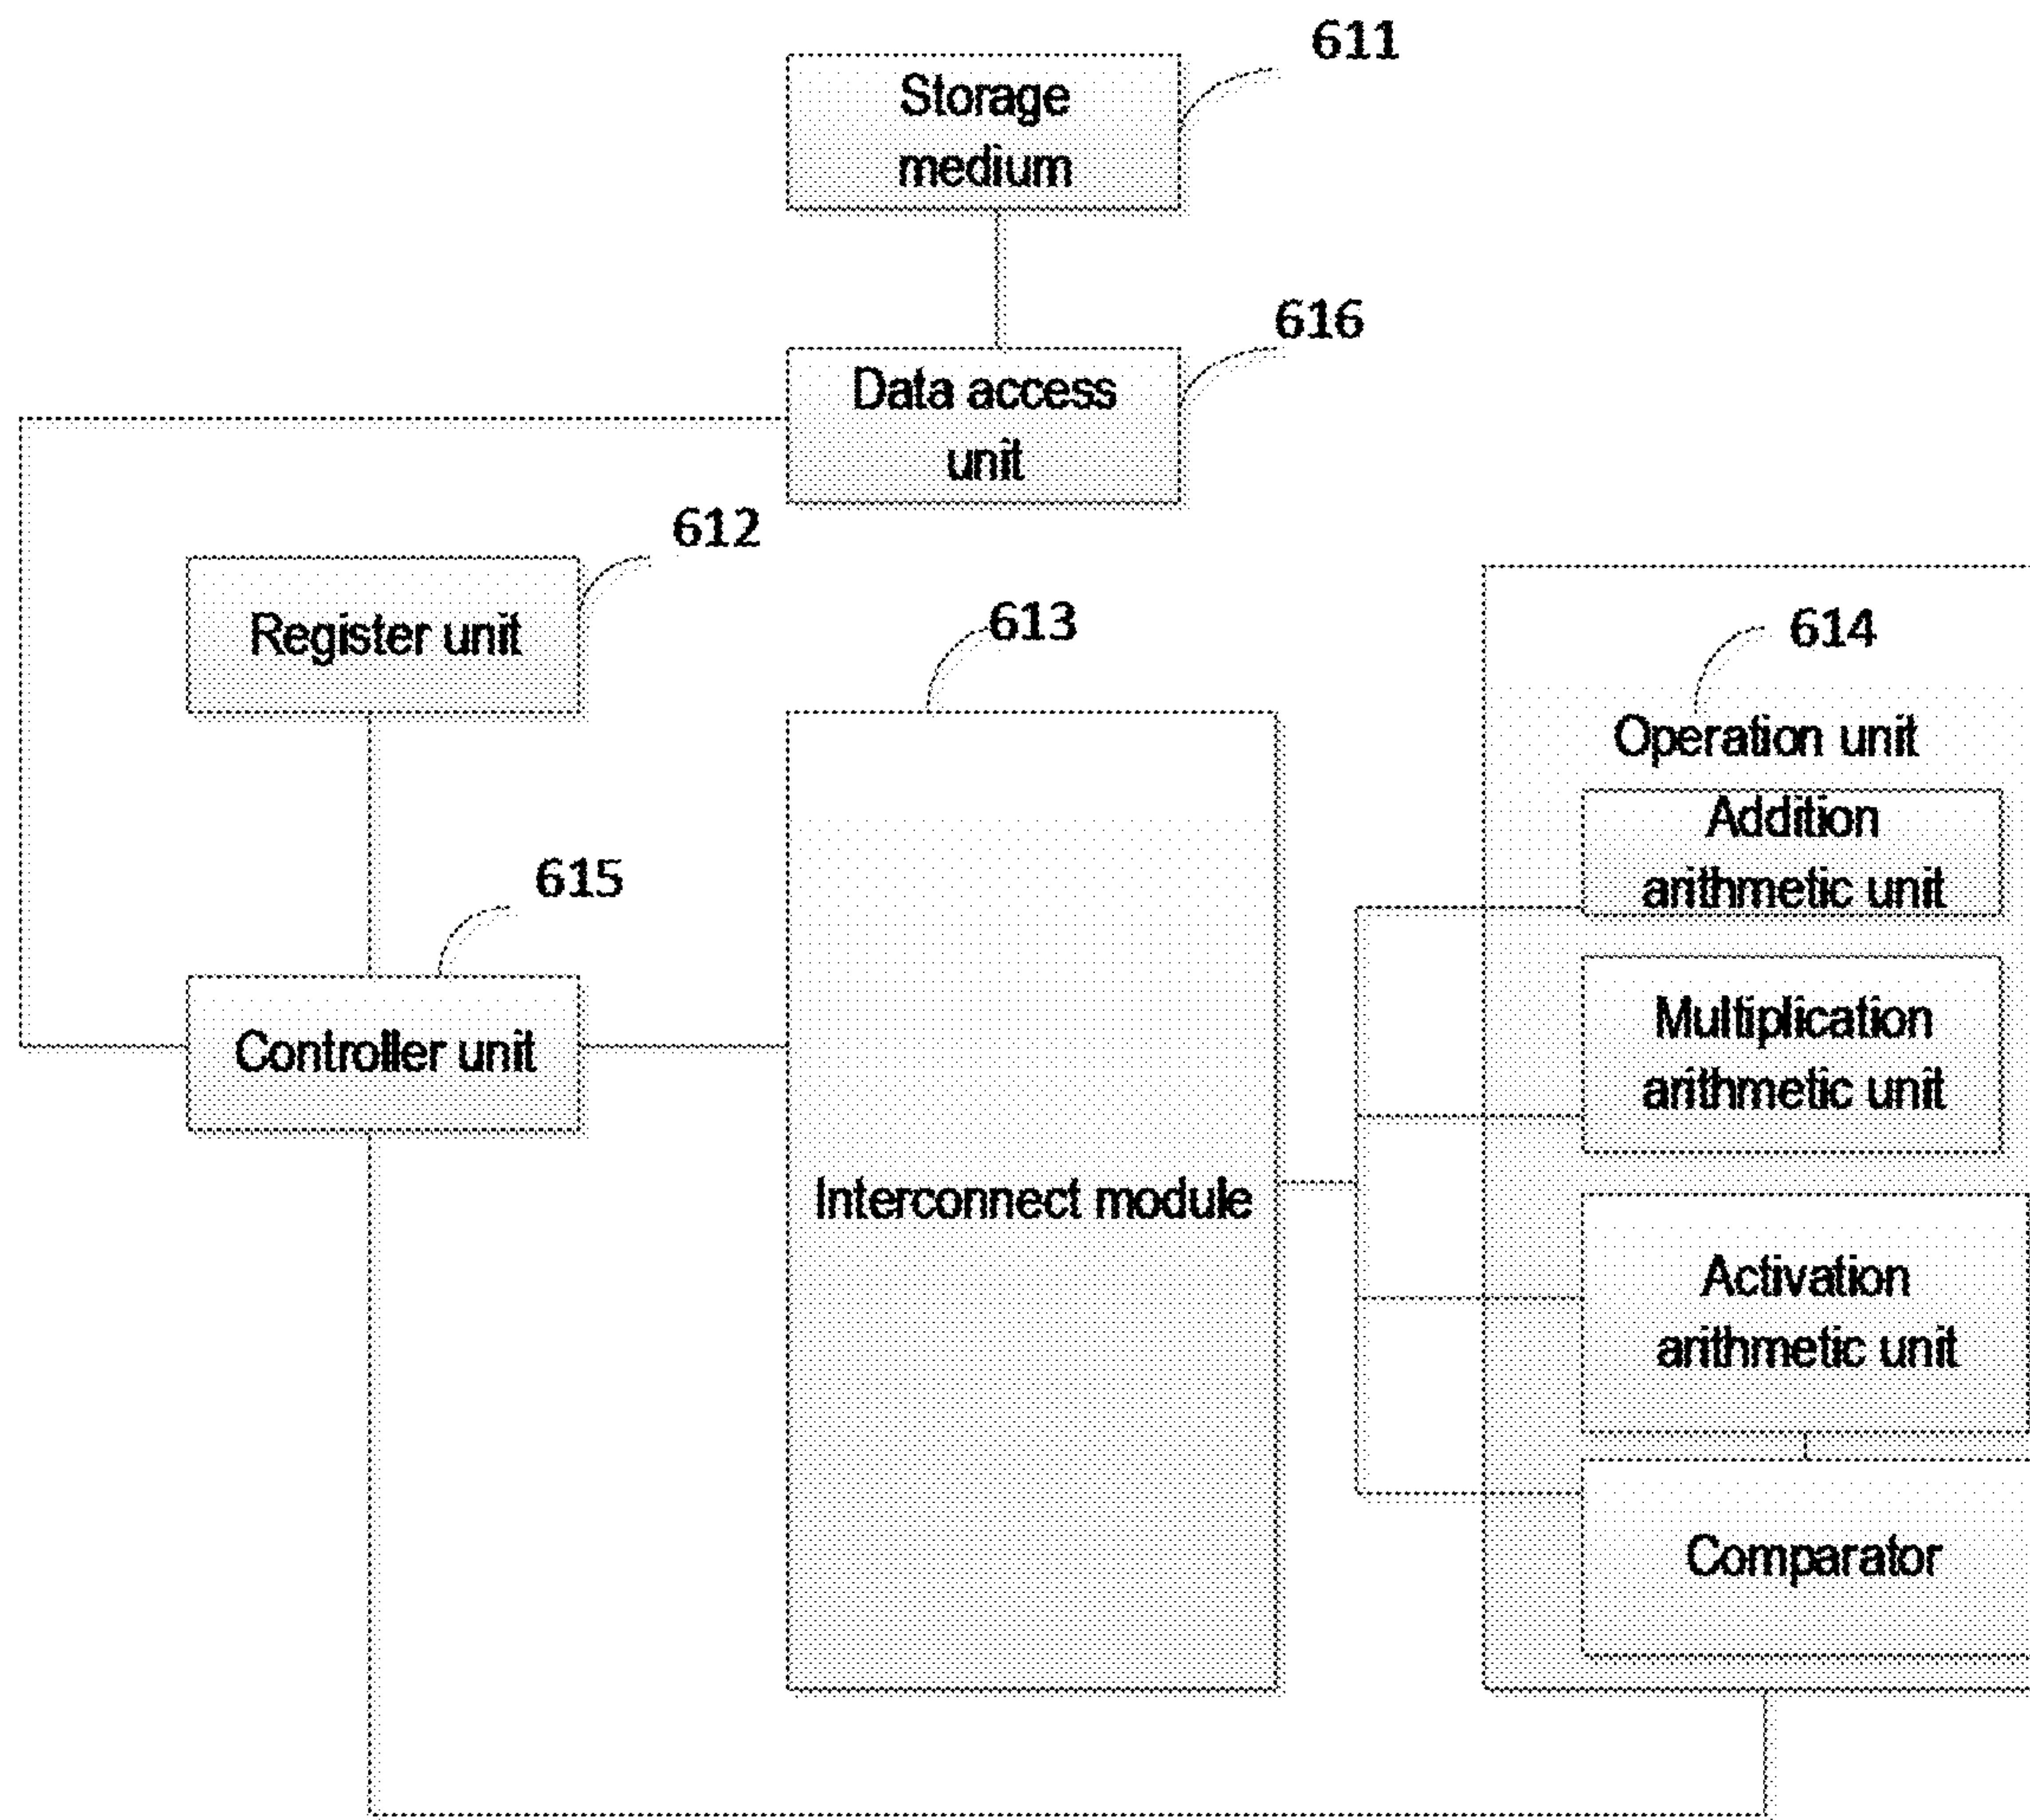 611
Storage
medium
616
Data access
unit
612
Register unit
613
614
Operation unit
Addition
arithmetic unit
615
Controller unit
Multiplication
arithmetic unit
Interconnect module
Activation
arithmetic unit
Comparator